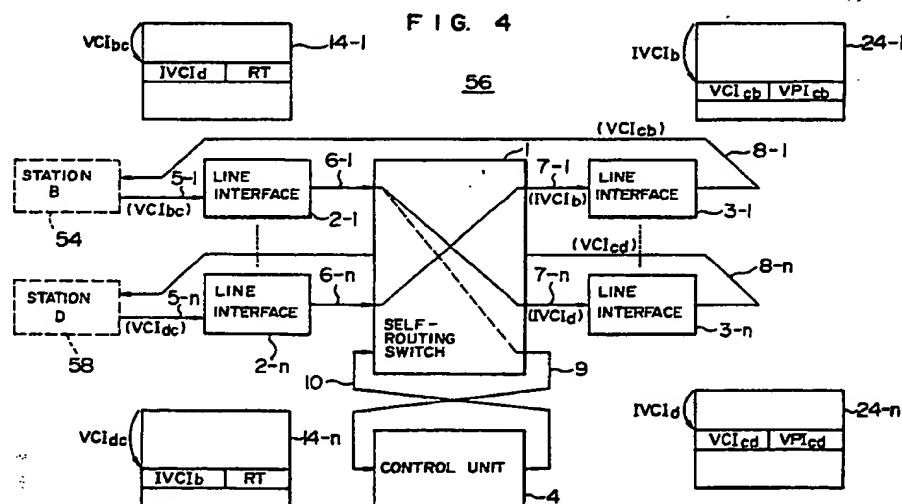 FIG. 4
VCIbc
14-1
IVCId RT
56
IVCIb
24-1
VCIcb VPIcb
(VCIcb)
8-1
STATION B
5-1
(VCIbc)
54
LINE INTERFACE
2-1
6-1
1
7-1
(IVCIb)
LINE INTERFACE
3-1
(VCIcd)
8-n
STATION D
5-n
(VCIdc)
58
LINE INTERFACE
2-n
6-n
SELF-
ROUTING
SWITCH
7-n
(IVCId)
LINE INTERFACE
3-n
10
9
VCIdc
14-n
IVCIb RT
CONTROL UNIT
4
IVCId
24-n
VCIcd VPIcd